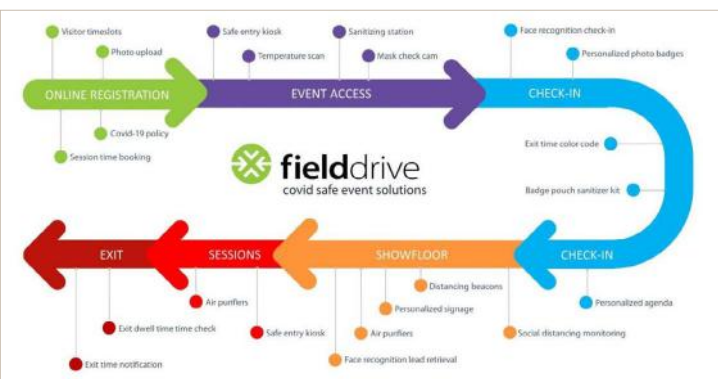 Visitor timeslots
Photo upload
Safe entry kiosk
Temperature scan
Sanitizing station
Mask check cam
Face recognition check-in
Personalized photo badges
ONLINE REGISTRATION
EVENT ACCESS
CHECK-IN
Covid-19 policy
Session time booking
Exit time color code
Badge pouch sanitizer kit
fielddrive
covid safe event solutions
EXIT
SESSIONS
SHOWFLOOR
CHECK-IN
Air purifiers
Exit dwell time time check
Safe entry kiosk
Exit time notification
Distancing beacons
Personalized signage
Air purifiers
Face recognition lead retrieval
Personalized agenda
Social distancing monitoring